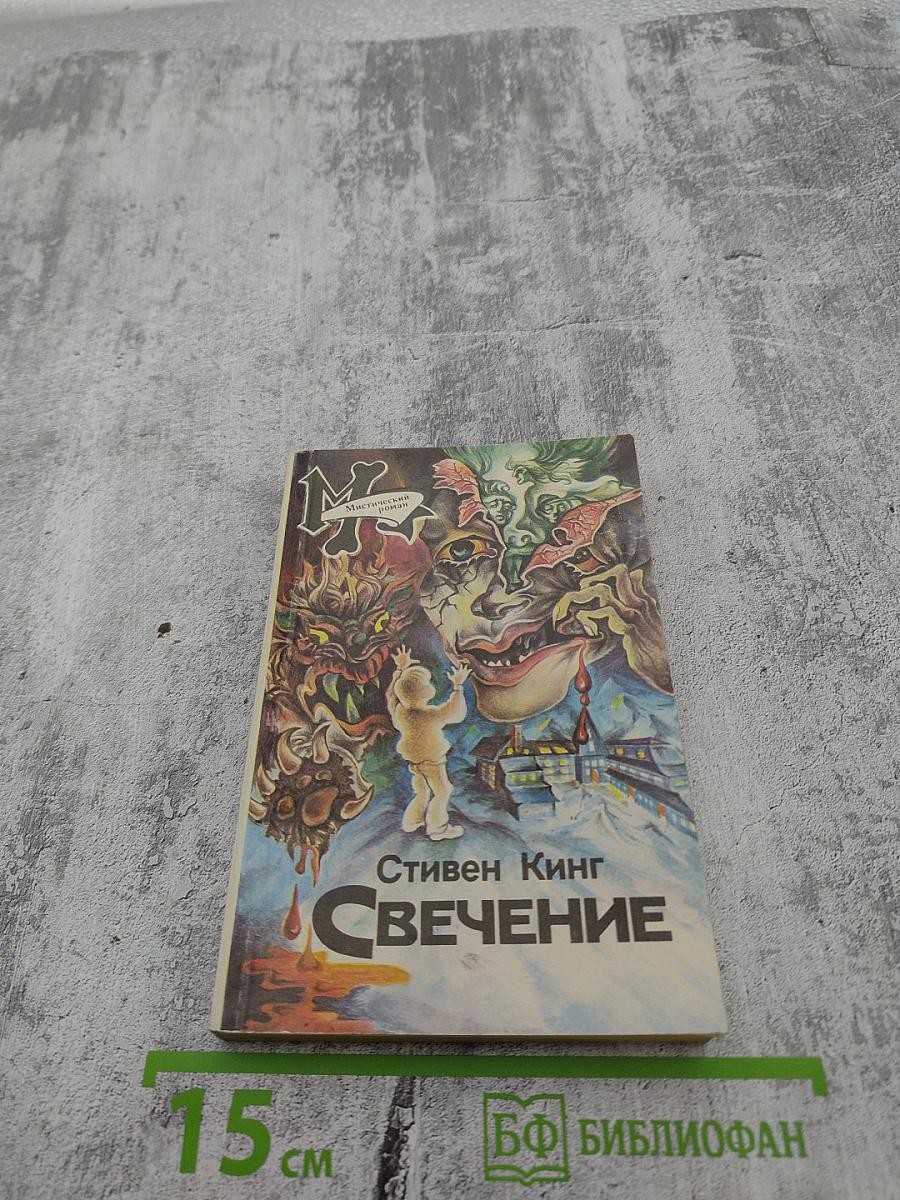 М
Мистический
роман
Стивен Кинг
СВЕЧЕНИЕ
15 см
БФ БИБЛИОФАН